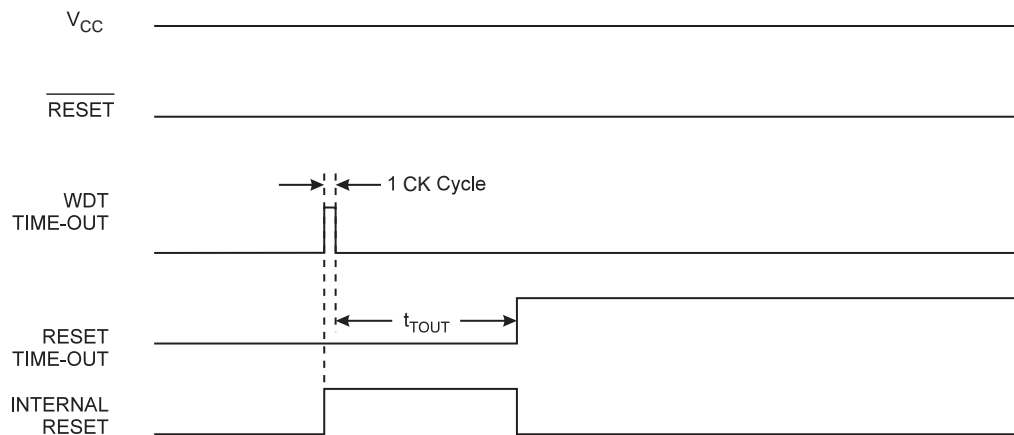 VCC
RESET
1 CK Cycle
WDT
TIME-OUT
tTOUT
RESET
TIME-OUT
INTERNAL
RESET